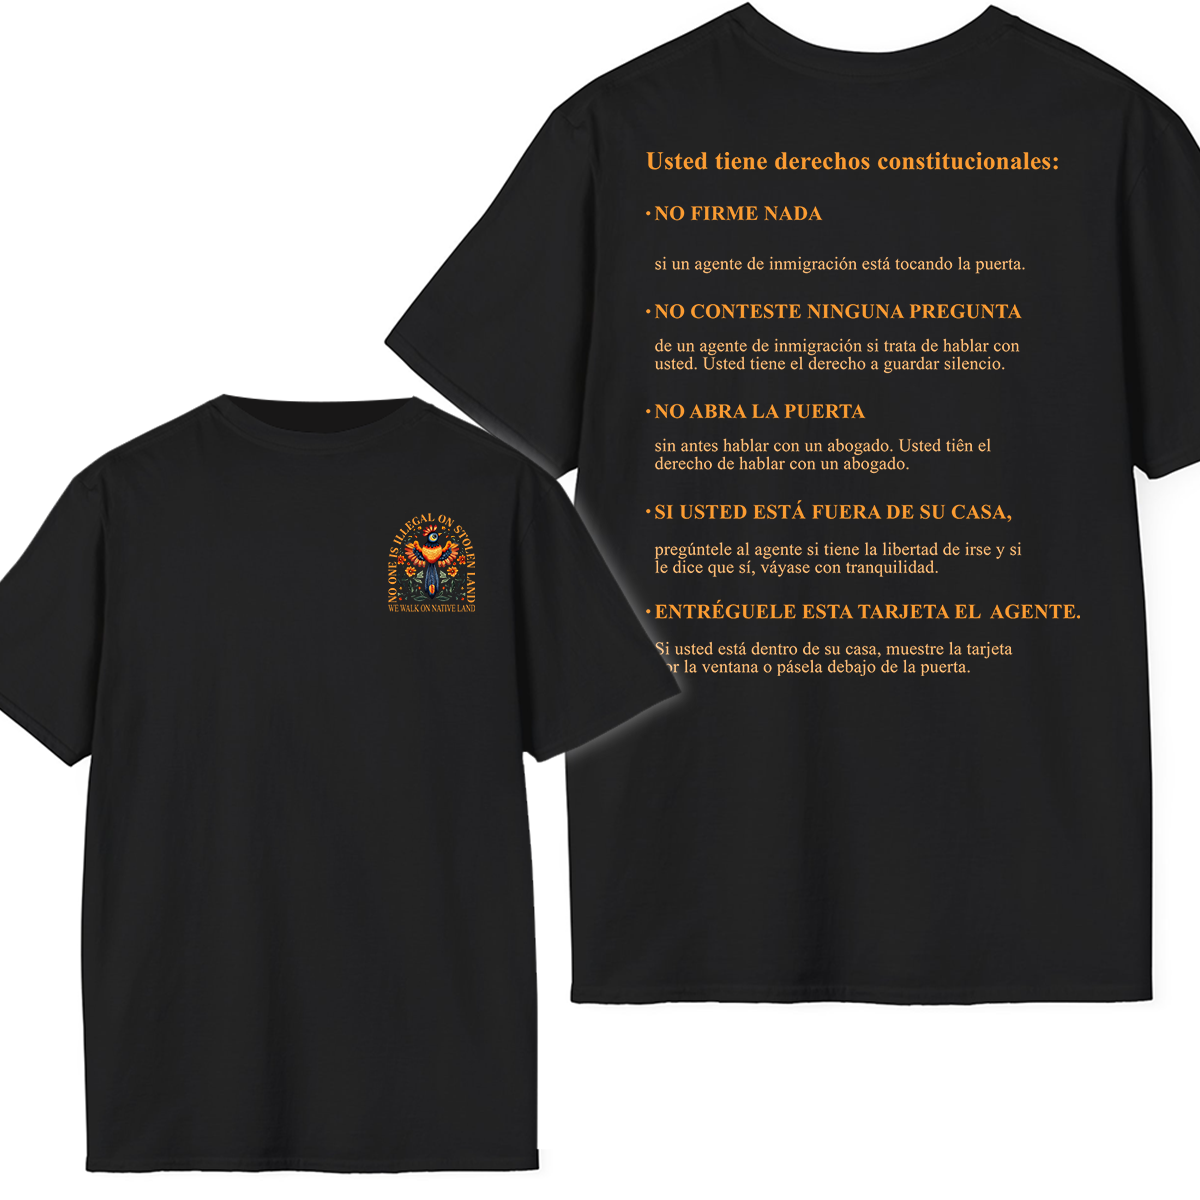 NO ONE IS ILLEGAL ON STOLEN LAND
WE WALK ON NATIVE LAND
Usted tiene derechos constitucionales:
· NO FIRME NADA
si un agente de inmigración está tocando la puerta.
· NO CONTESTE NINGUNA PREGUNTA
de un agente de inmigración si trata de hablar con
usted. Usted tiene el derecho a guardar silencio.
· NO ABRA LA PUERTA
sin antes hablar con un abogado. Usted tiên el
derecho de hablar con un abogado.
· SI USTED ESTÁ FUERA DE SU CASA,
pregúntele al agente si tiene la libertad de irse y si
le dice que sí, váyase con tranquilidad.
· ENTRÉGUELE ESTA TARJETA EL AGENTE.
Si usted está dentro de su casa, muestre la tarjeta
or la ventana o pásela debajo de la puerta.